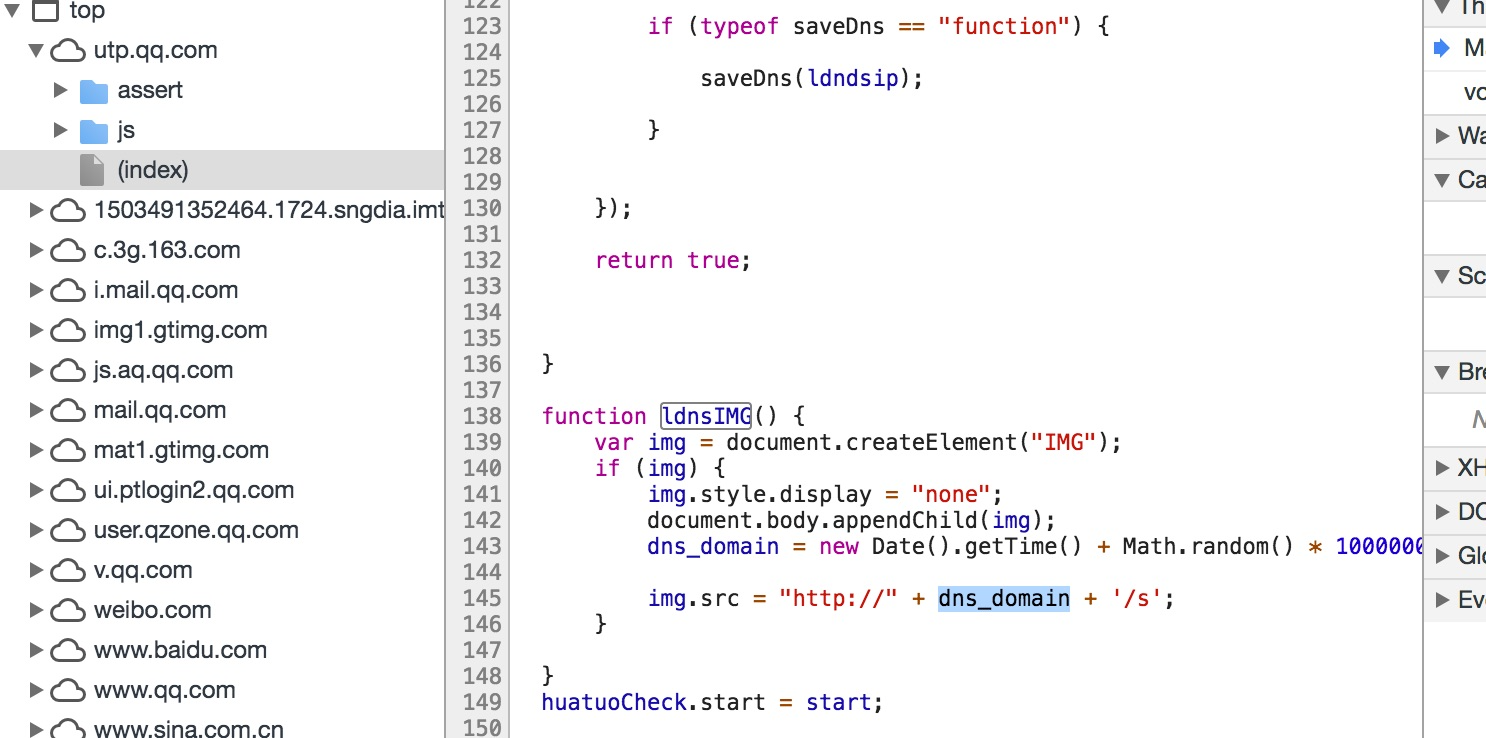 top
utp.qq.com
assert
js
(index)
1503491352464.1724.sngdia.imt
c.3g.163.com
i.mail.qq.com
img1.gtimg.com
js.aq.qq.com
mail.qq.com
mat1.gtimg.com
ui.ptlogin2.qq.com
user.qzone.qq.com
v.qq.com
weibo.com
www.baidu.com
www.qq.com
www.sina.com.cn
122
123 if (typeof saveDns == "function") {
124
125 saveDns(ldndsip);
126
127 }
128
129
130 });
131
132 return true;
133
134
135
136 }
137
138 function ldnsIMG() {
139 var img = document.createElement("IMG");
140 if (img) {
141 img.style.display = "none";
142 document.body.appendChild(img);
143 dns_domain = new Date().getTime() + Math.random() * 1000000
144
145 img.src = "http://" + dns_domain + '/s';
146 }
147
148 }
149 huatuoCheck.start = start;
150
Th
M
vc
Wa
Ca
Sc
Bre
N
XH
DO
Glo
Eve